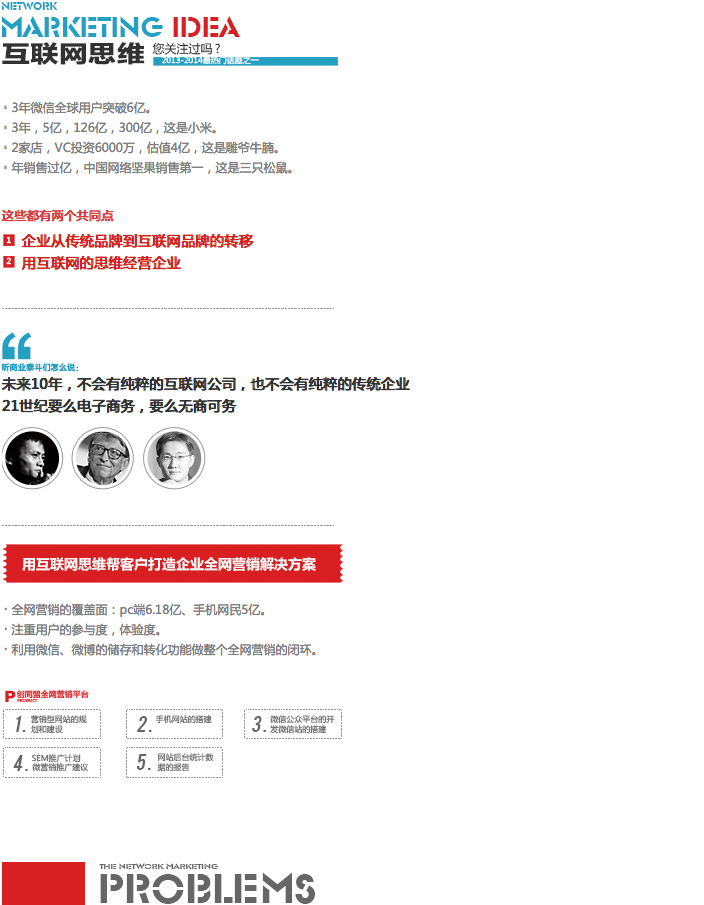 NETWORK
MARKETING IDEA
互联网思维 您关注过吗？
2013-2014最热门话题之一
3年微信全球用户突破6亿。
3年，5亿，126亿，300亿，这是小米。
2家店，VC投资6000万，估值4亿，这是雕爷牛腩。
年销售过亿，中国网络坚果销售第一，这是三只松鼠。
这些都有两个共同点
1 企业从传统品牌到互联网品牌的转移
2 用互联网的思维经营企业
听商业泰斗们怎么说：
未来10年，不会有纯粹的互联网公司，也不会有纯粹的传统企业
21世纪要么电子商务，要么无商可务
用互联网思维帮客户打造企业全网营销解决方案
· 全网营销的覆盖面：pc端6.18亿、手机网民5亿。
· 注重用户的参与度，体验度。
· 利用微信、微博的储存和转化功能做整个全网营销的闭环。
P 创同盟全网营销平台
PRODUCT
1. 营销型网站的规
划和建设
2. 手机网站的搭建
3. 微信公众平台的开
发微信站的搭建
4. SEM推广计划
微营销推广建议
5. 网站后台统计数
据的报告
THE NETWORK MARKETING
PROBLEMS